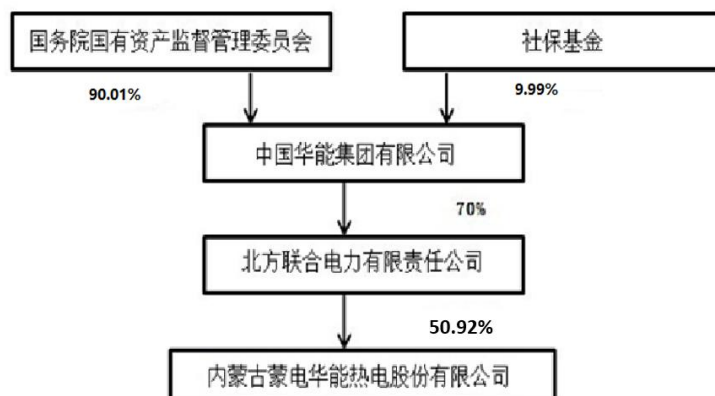 国务院国有资产监督管理委员会
社保基金
90.01%
9.99%
中国华能集团有限公司
70%
北方联合电力有限责任公司
50.92%
内蒙古蒙电华能热电股份有限公司